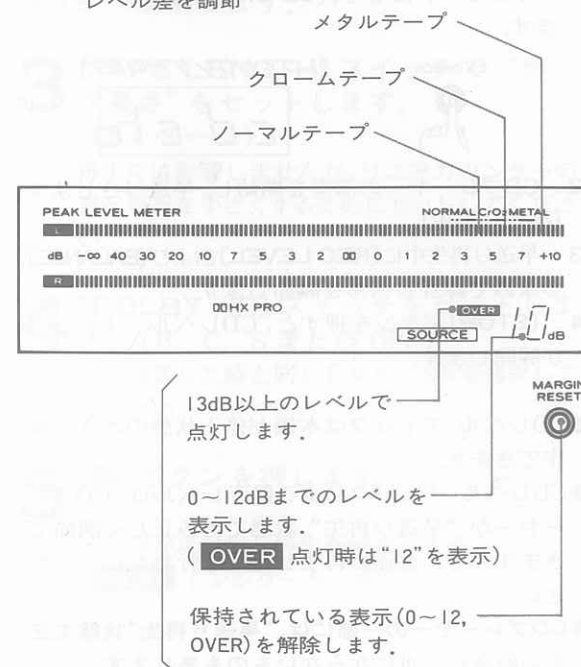 レベル差を調節
メタルテープ
クロームテープ
ノーマルテープ
PEAK LEVEL METER NORMAL CrO2 METAL
L
dB -∞ 40 30 20 10 7 5 3 2 1 2 3 5 7 +10 dB
R
HX PRO
OVER
SOURCE
12 dB
MARGIN
RESET
13dB以上のレベルで
点灯します.
0~12dBまでのレベルを
表示します.
( OVER 点灯時は“12”を表示)
保持されている表示(0~12,
OVER)を解除します.